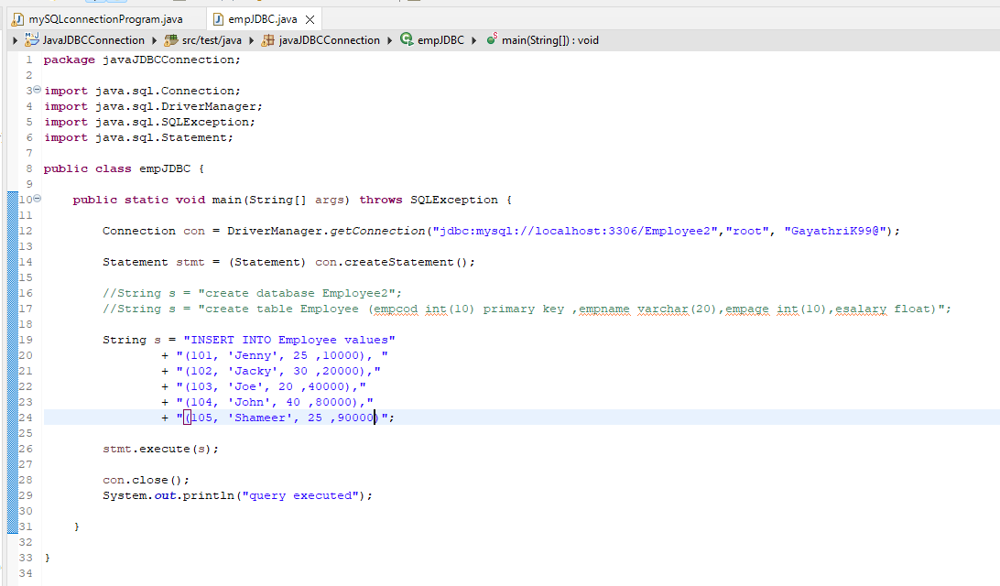 mySQLconnectionProgram.java empJDBC.java
JavaJDBCConnection src/test/java javaJDBCConnection empJDBC main(String[]) : void
1 package javaJDBCConnection;
2
3 import java.sql.Connection;
4 import java.sql.DriverManager;
5 import java.sql.SQLException;
6 import java.sql.Statement;
7
8 public class empJDBC {
9
10 public static void main(String[] args) throws SQLException {
11
12 Connection con = DriverManager.getConnection("jdbc:mysql://localhost:3306/Employee2","root", "GayathriK99@");
13
14 Statement stmt = (Statement) con.createStatement();
15
16 //String s = "create database Employee2";
17 //String s = "create table Employee (empcod int(10) primary key ,empname varchar(20),empage int(10),esalary float)";
18
19 String s = "INSERT INTO Employee values"
20 + "(101, 'Jenny', 25 ,10000), "
21 + "(102, 'Jacky', 30 ,20000),"
22 + "(103, 'Joe', 20 ,40000),"
23 + "(104, 'John', 40 ,80000),"
24 + "(105, 'Shameer', 25 ,90000)";
25
26 stmt.execute(s);
27
28 con.close();
29 System.out.println("query executed");
30
31 }
32
33 }
34